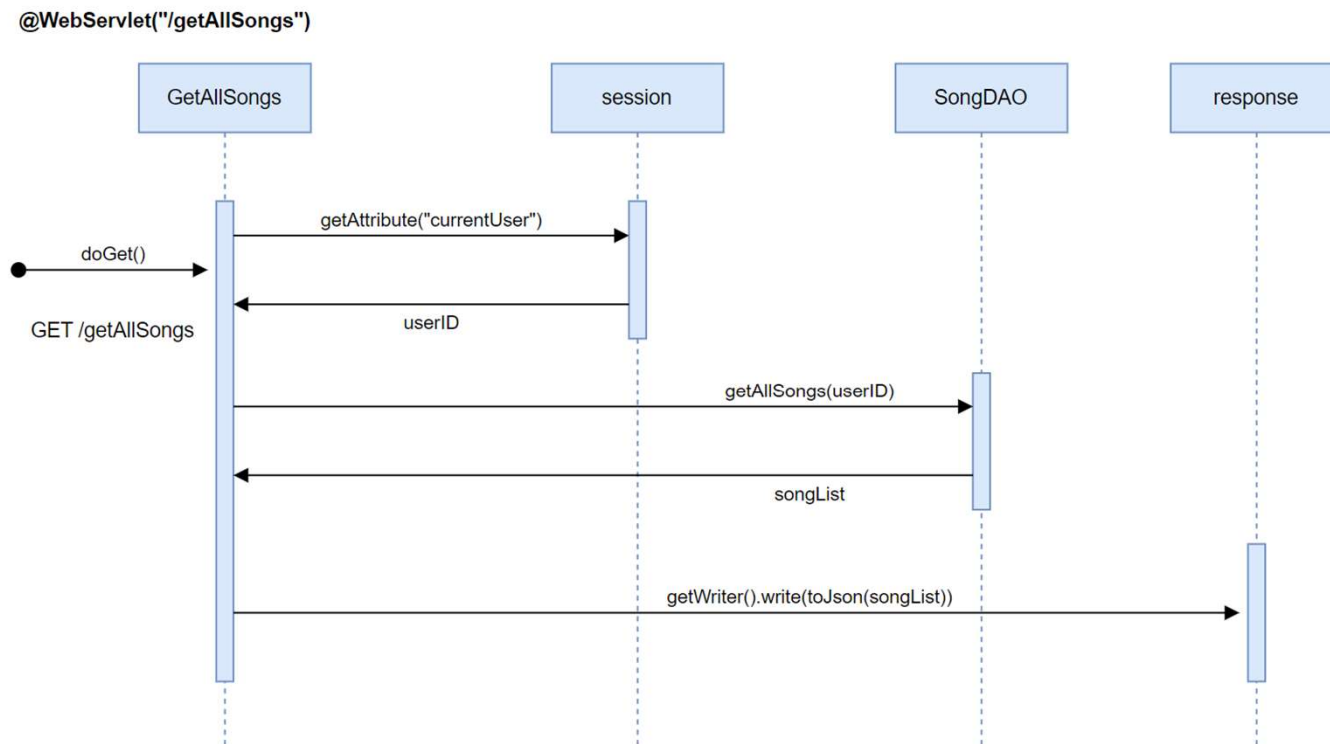 @WebServlet("/getAllSongs")
GetAllSongs
session
SongDAO
response
getAttribute("currentUser")
doGet()
userID
GET /getAllSongs
getAllSongs(userID)
songList
getWriter().write(toJson(songList))